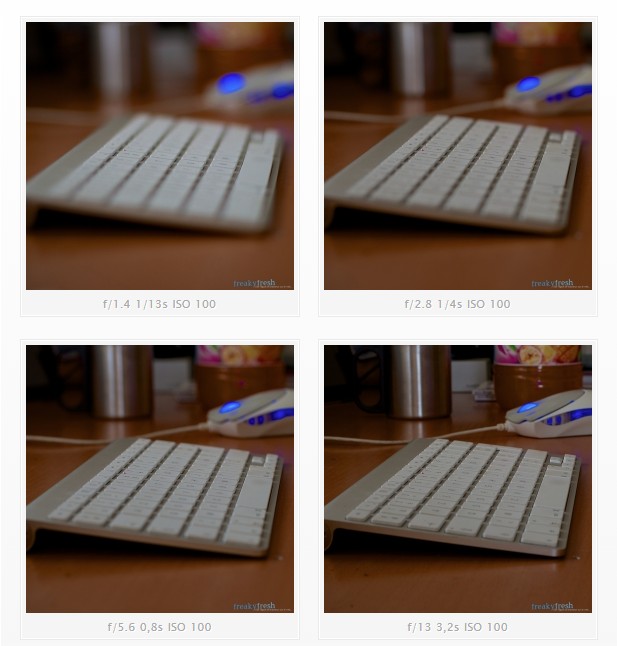 freakyfresh
freakyfresh
f/1.4 1/13s ISO 100
f/2.8 1/4s ISO 100
freakyfresh
freakyfresh
f/5.6 0,8s ISO 100
f/13 3,2s ISO 100